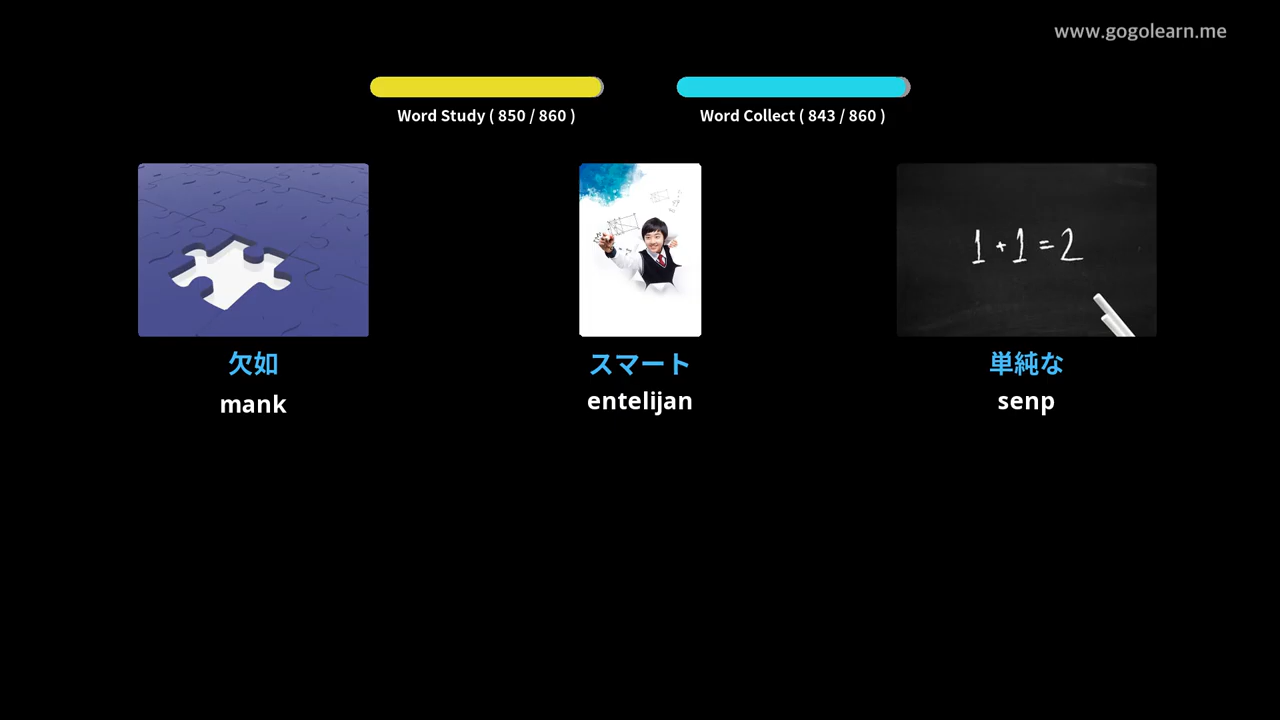 www.gogolearn.me
Word Study ( 850 / 860 )
Word Collect ( 843 / 860 )
1 + 1 = 2
欠如
スマート
単純な
mank
entelijan
senp